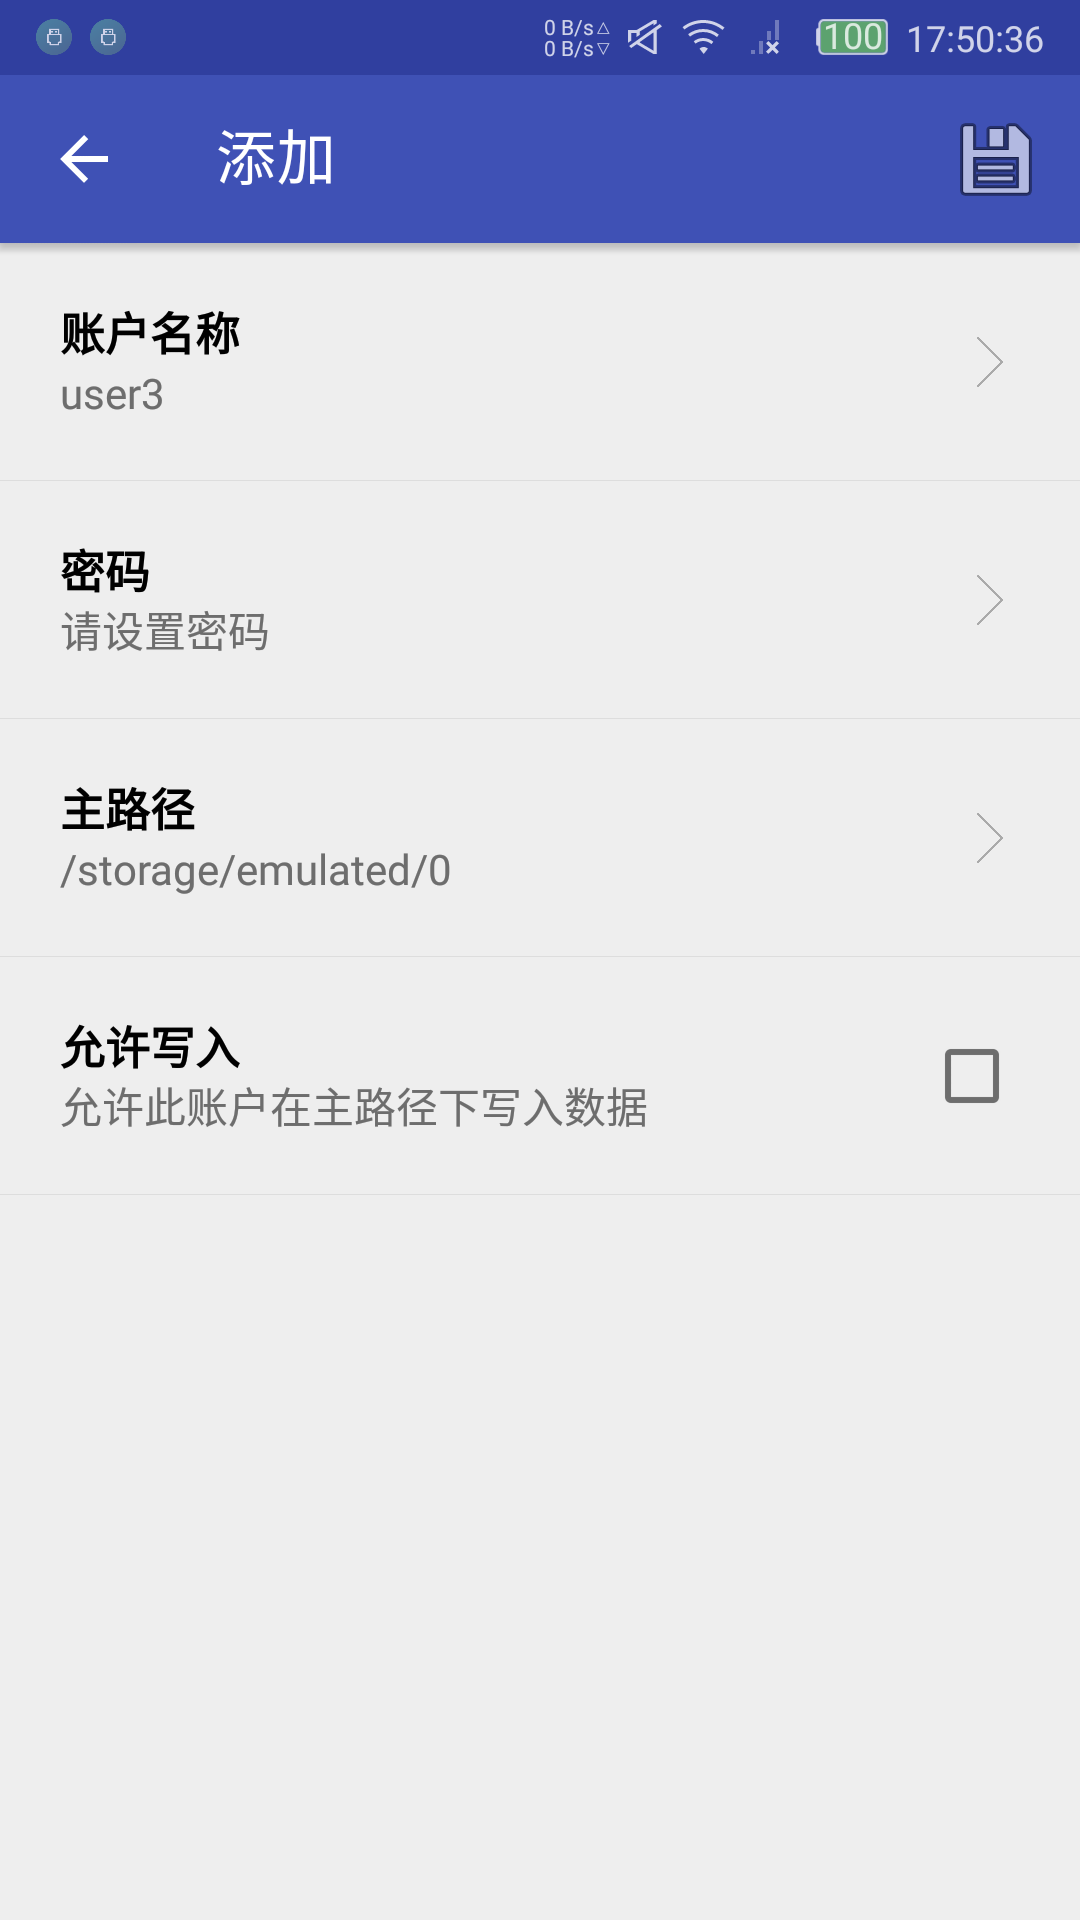 0 B/s△
0 B/s▽
100
17:50:36
添加
账户名称
user3
密码
请设置密码
主路径
/storage/emulated/0
允许写入
允许此账户在主路径下写入数据